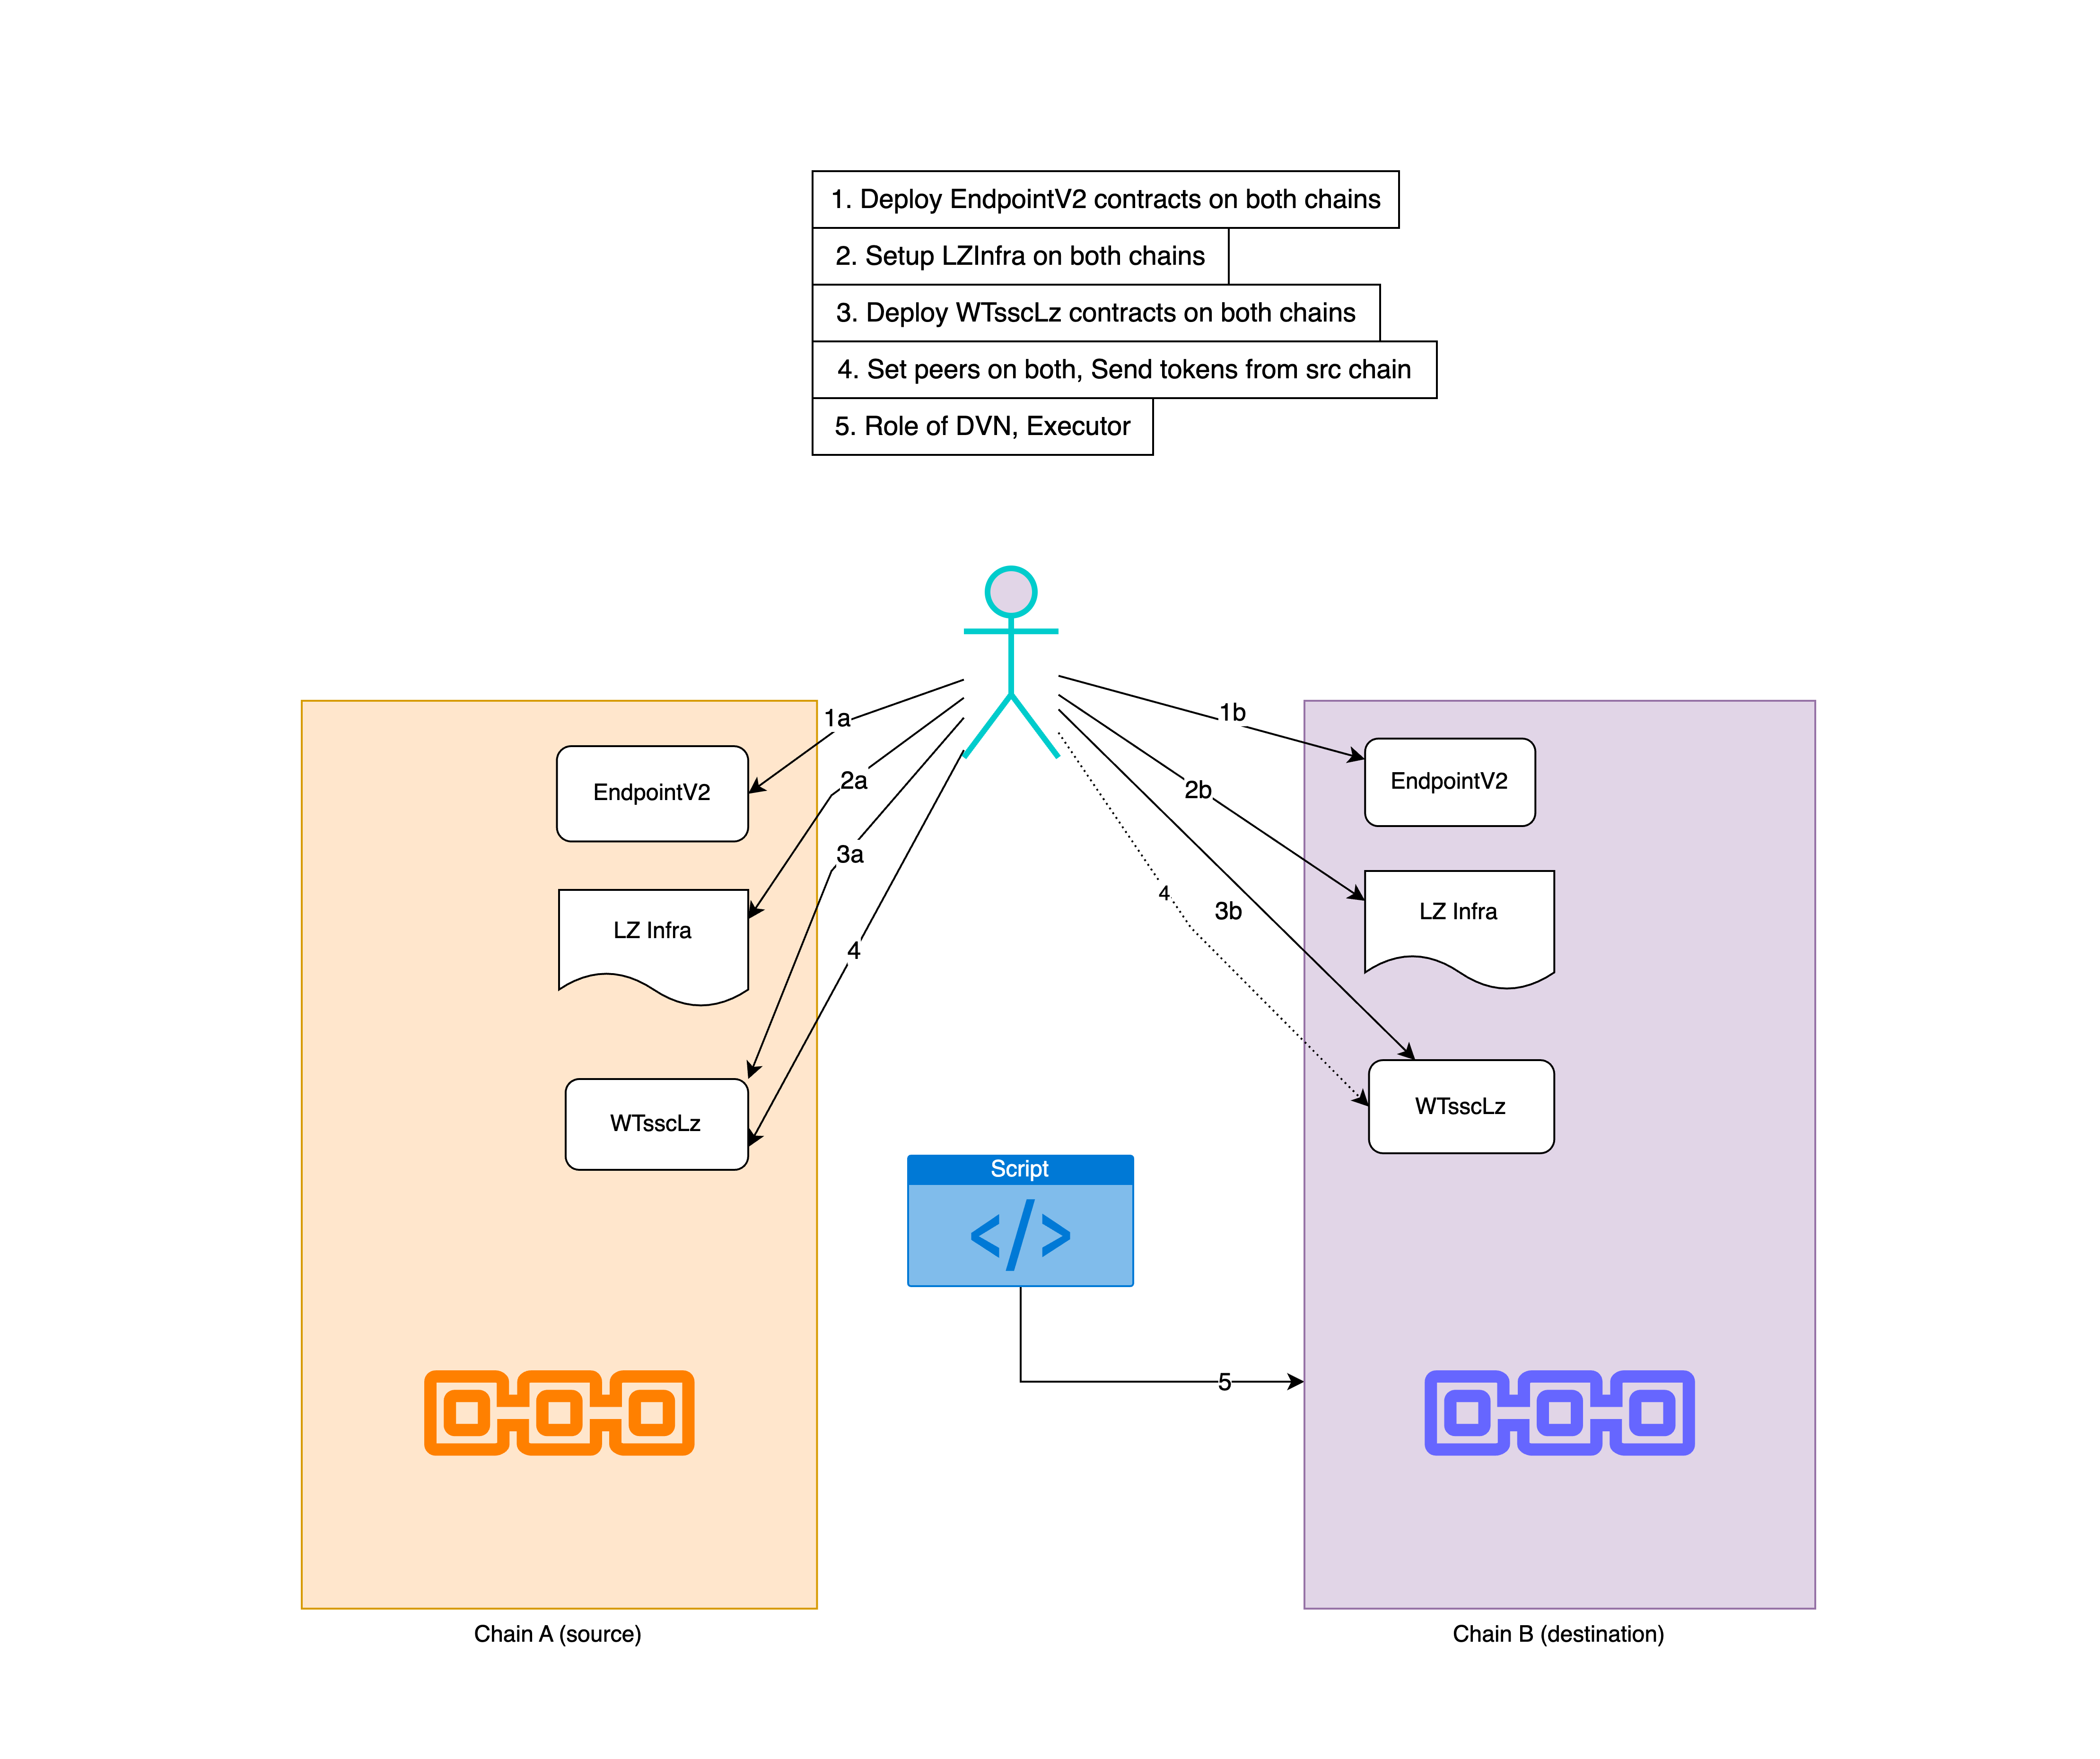 1. Deploy EndpointV2 contracts on both chains
2. Setup LZInfra on both chains
3. Deploy WTsscLz contracts on both chains
4. Set peers on both, Send tokens from src chain
5. Role of DVN, Executor
1a
1b
2a
2b
3a
3b
4
4
EndpointV2
EndpointV2
LZ Infra
LZ Infra
WTsscLz
WTsscLz
Script
</>
5
Chain A (source)
Chain B (destination)